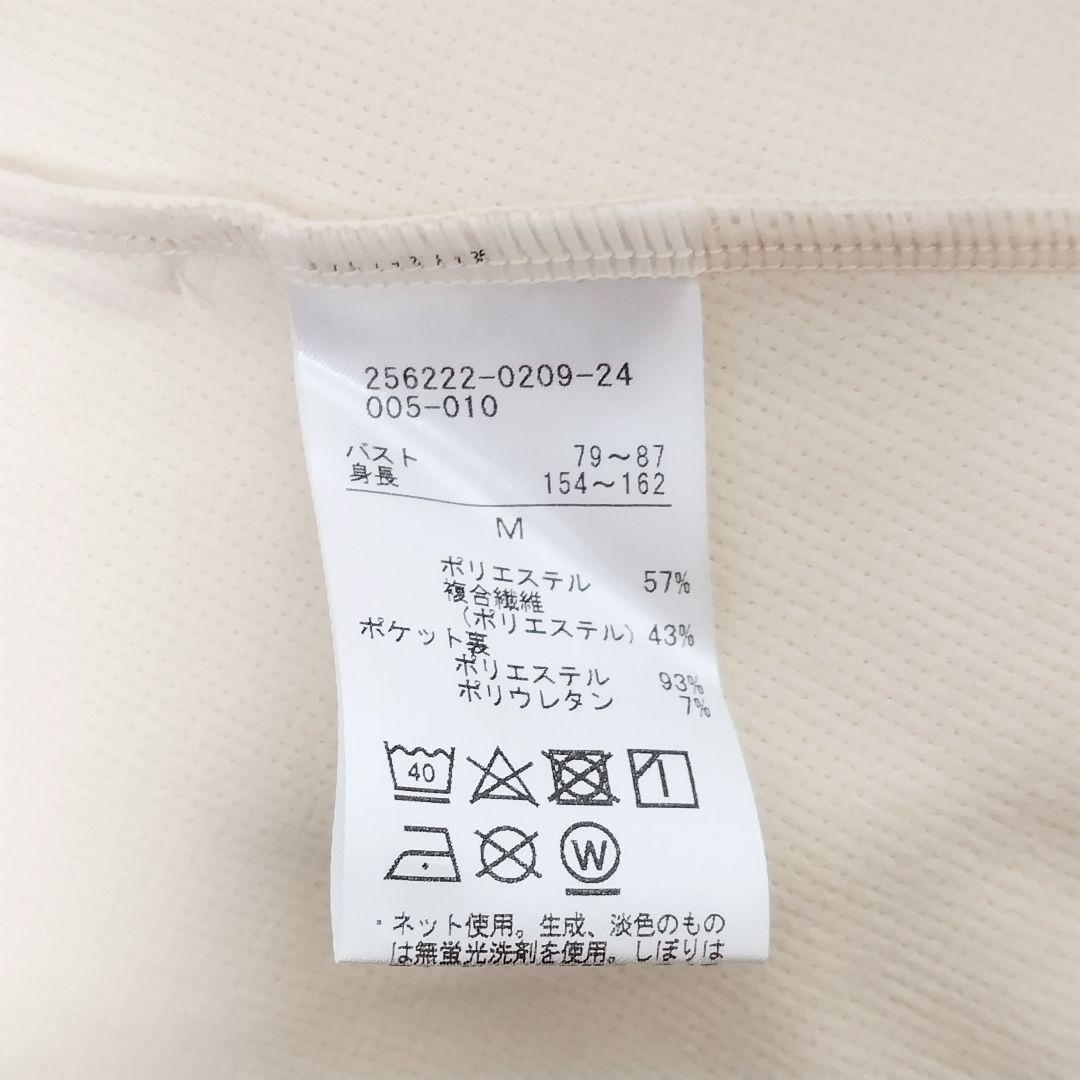 256222-0209-24
005-010
バスト 79～87
身長 154～162
M
ポリエステル 57%
複合繊維
(ポリエステル) 43%
ポケット裏
ポリエステル 93%
ポリウレタン 7%
40
W
・ネット使用。生成、淡色のもの
は無蛍光洗剤を使用。しぼりは